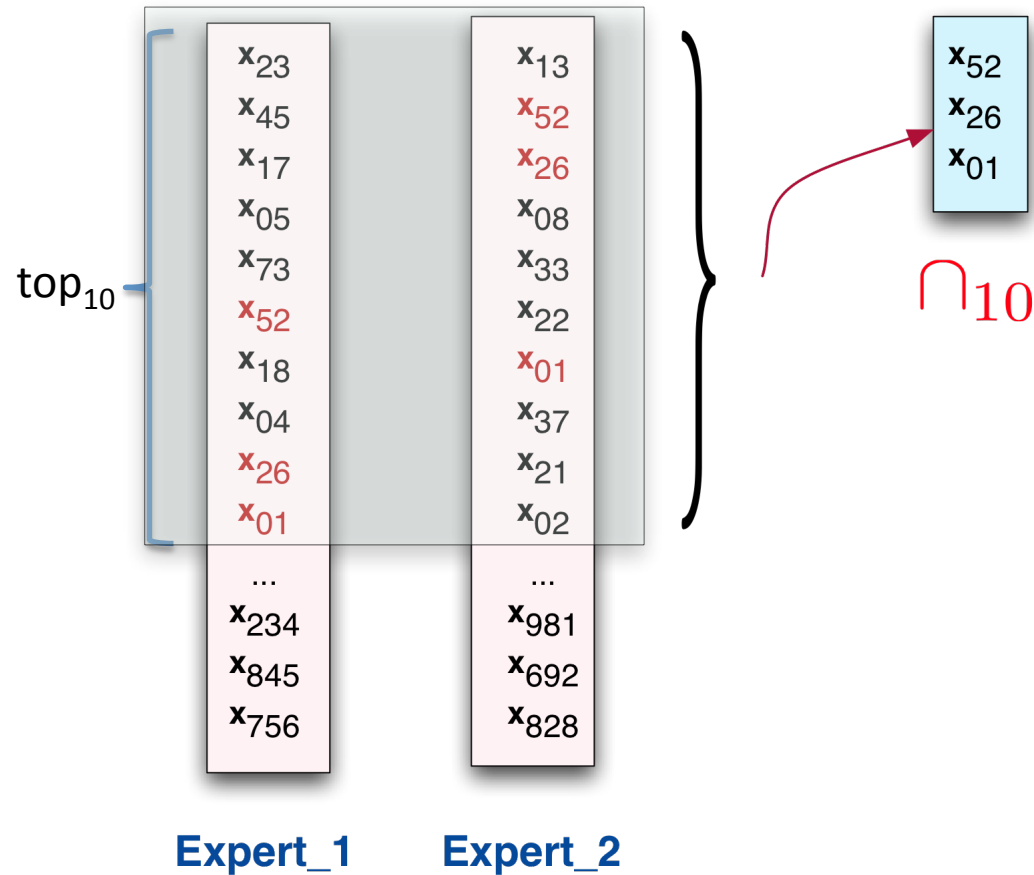 x23 x13 x52
x45 x52 x26
x17 x26 x01
x05 x08
x73 x33
top10 ∩10
x52 x22
x18 x01
x04 x37
x26 x21
x01 x02
... ...
x234 x981
x845 x692
x756 x828
Expert_1 Expert_2